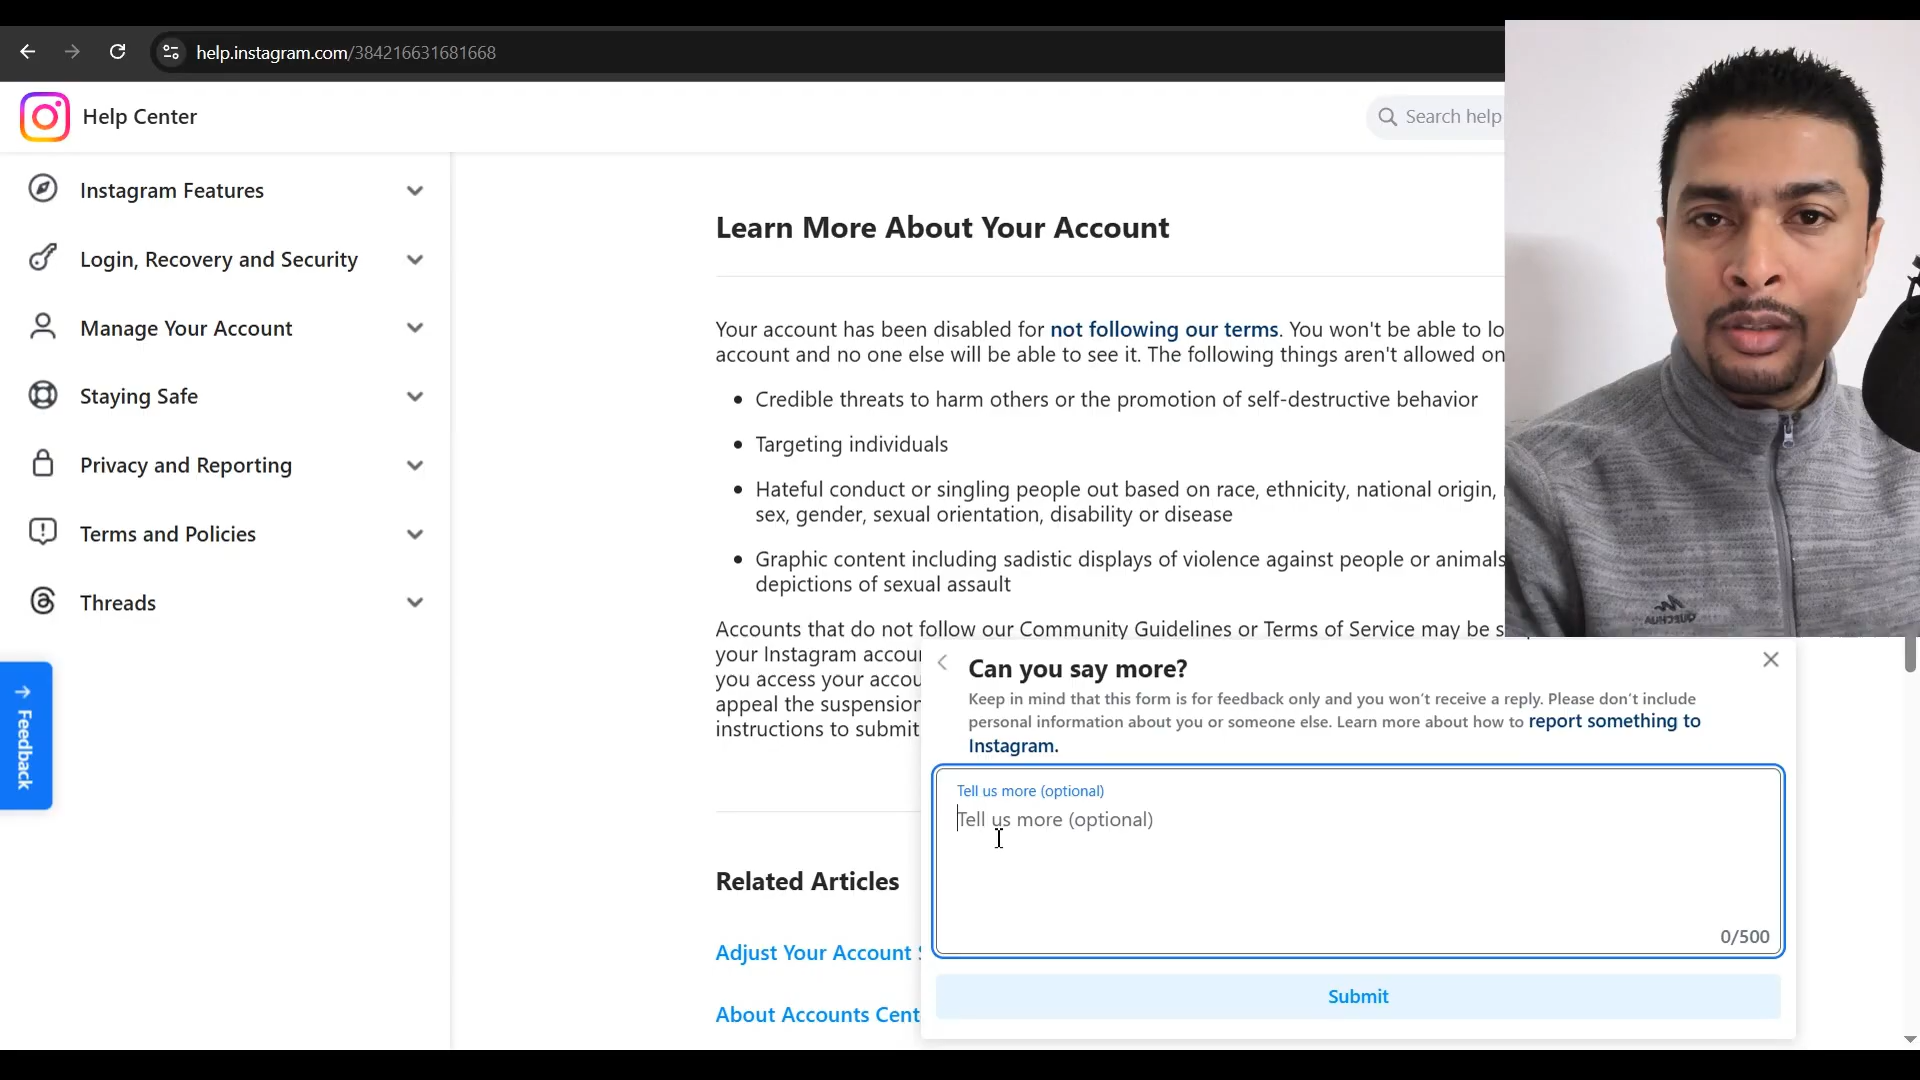 help.instagram.com/384216631681668
Help Center
Search help
Instagram Features
Login, Recovery and Security
Manage Your Account
Staying Safe
Privacy and Reporting
Terms and Policies
Threads
Feedback
Learn More About Your Account
Your account has been disabled for not following our terms. You won't be able to lo
account and no one else will be able to see it. The following things aren't allowed on
Credible threats to harm others or the promotion of self-destructive behavior
Targeting individuals
Hateful conduct or singling people out based on race, ethnicity, national origin,
sex, gender, sexual orientation, disability or disease
Graphic content including sadistic displays of violence against people or animals
depictions of sexual assault
Accounts that do not follow our Community Guidelines or Terms of Service may be s
your Instagram accou
you access your accou
appeal the suspension
instructions to submit
Related Articles
Adjust Your Account
About Accounts Cent
Can you say more?
Keep in mind that this form is for feedback only and you won't receive a reply. Please don't include
personal information about you or someone else. Learn more about how to report something to
Instagram.
Tell us more (optional)
Tell us more (optional)
0/500
Submit
QUECHUA